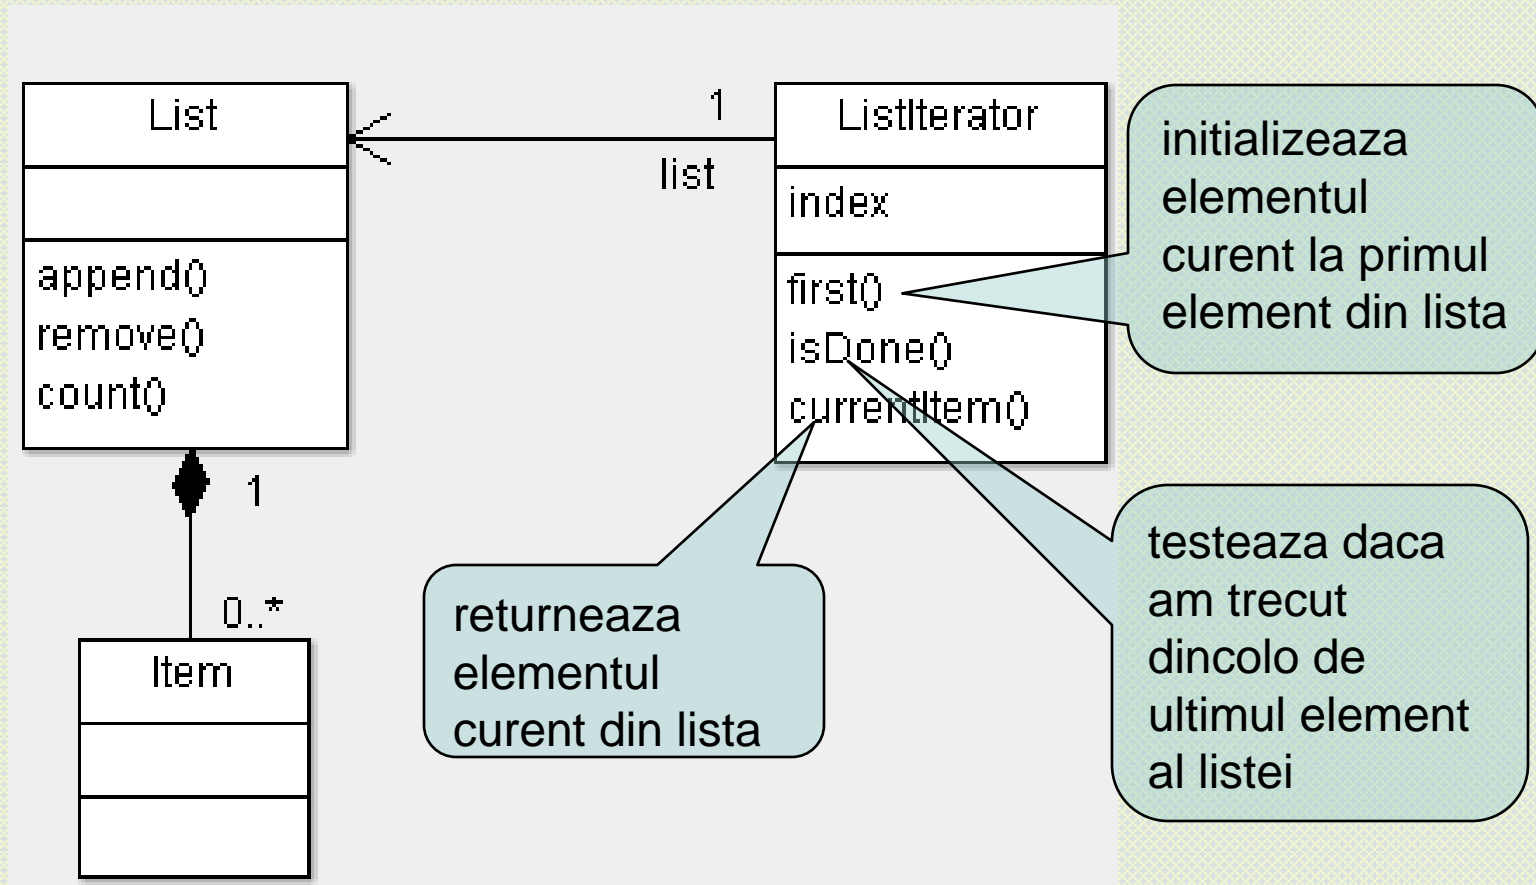 List
append()
remove()
count()
1
0..*
Item
1
list
ListIterator
index
first()
isDone()
currentItem()
initializeaza
elementul
curent la primul
element din lista
returneaza
elementul
curent din lista
testeaza daca
am trecut
dincolo de
ultimul element
al listei